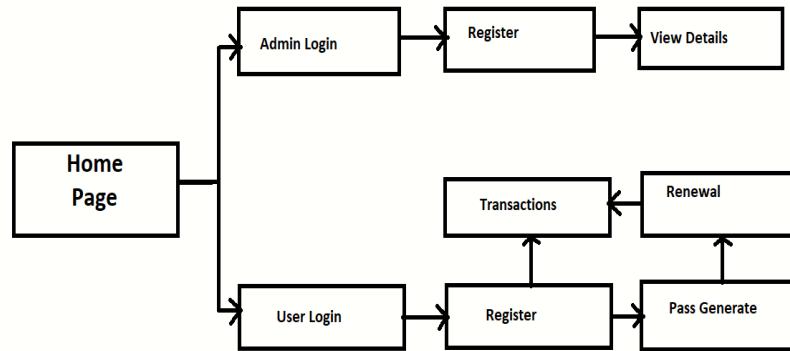 Admin Login
Register
View Details
Home
Page
Transactions
Renewal
User Login
Register
Pass Generate